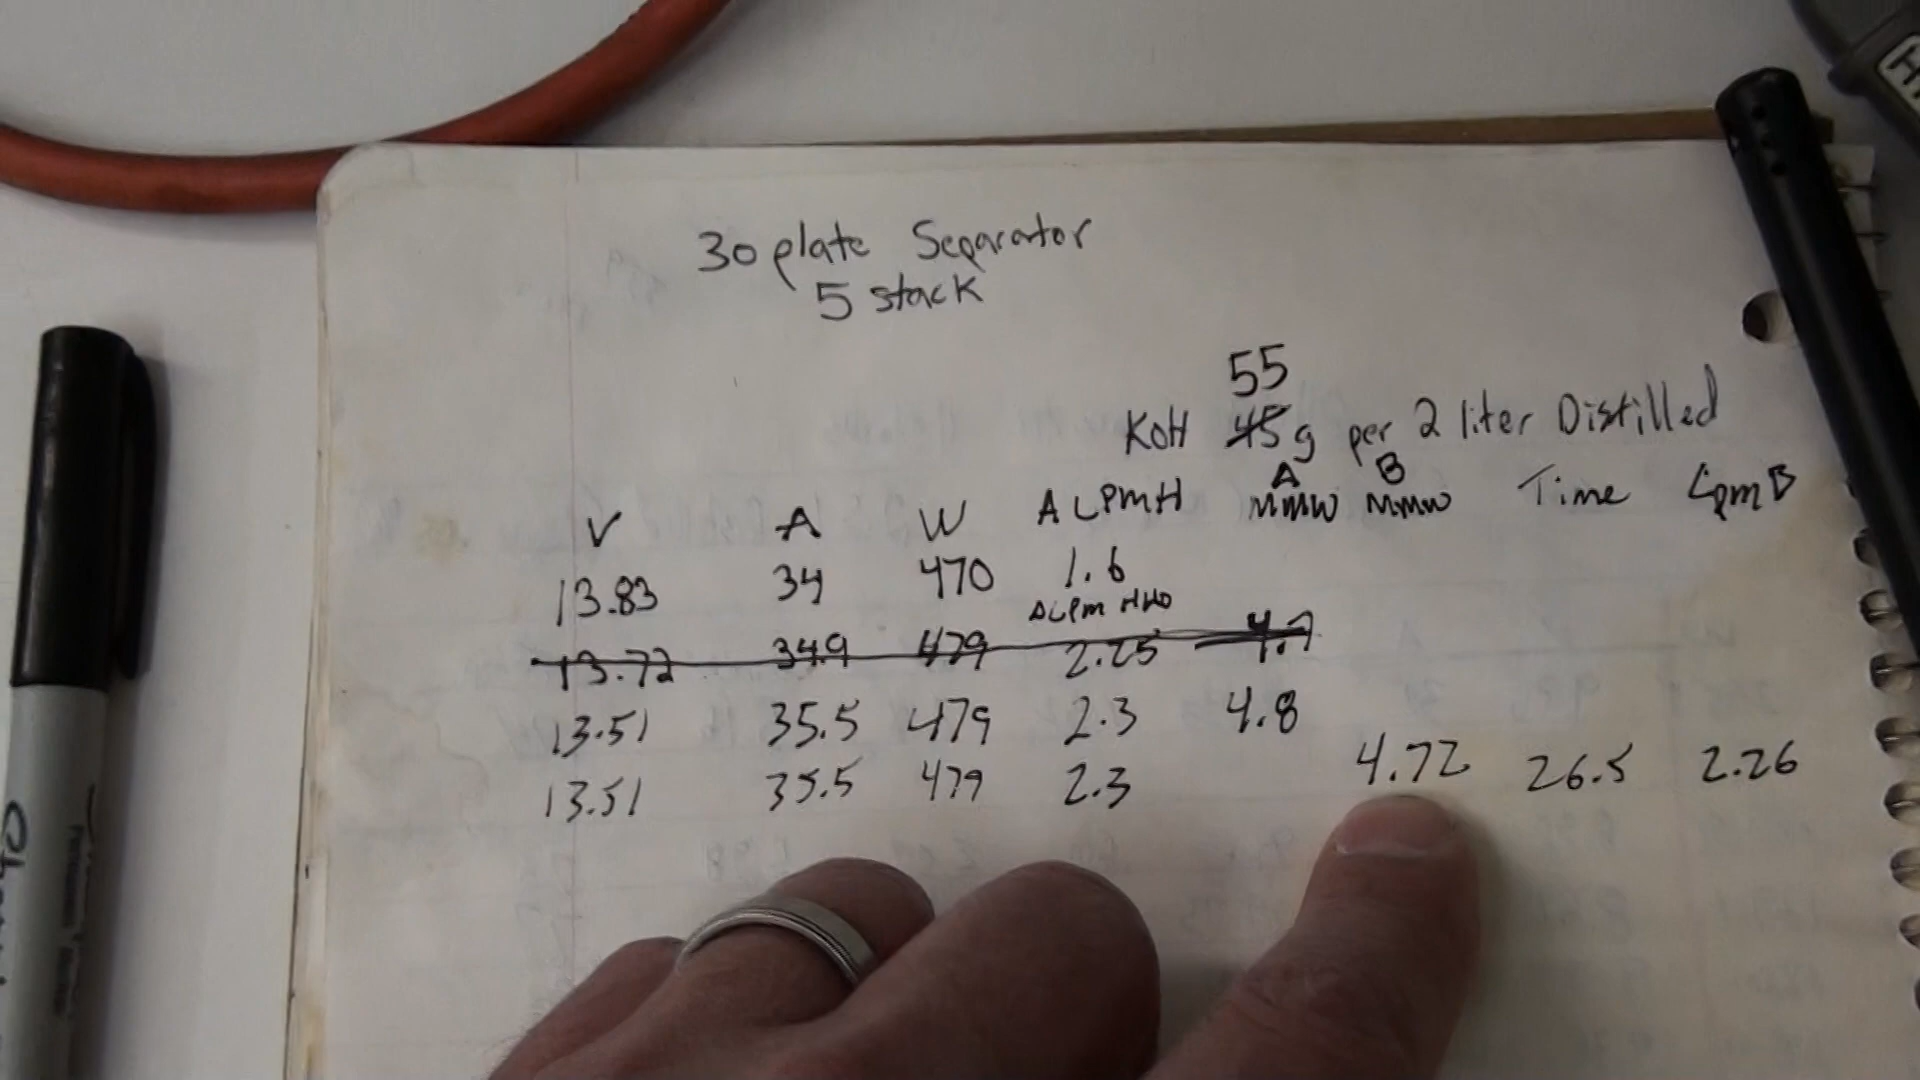 30 plate Separator
5 stack
55
KOH 45g per 2 liter Distilled
A B
V A W ALPMH MMW MMW Time LpmB
13.83 34 470 1.6
ALPM HHO
13.72 34.9 479 2.25 4.7
13.51 35.5 479 2.3 4.8
13.51 35.5 479 2.3 4.72 26.5 2.26